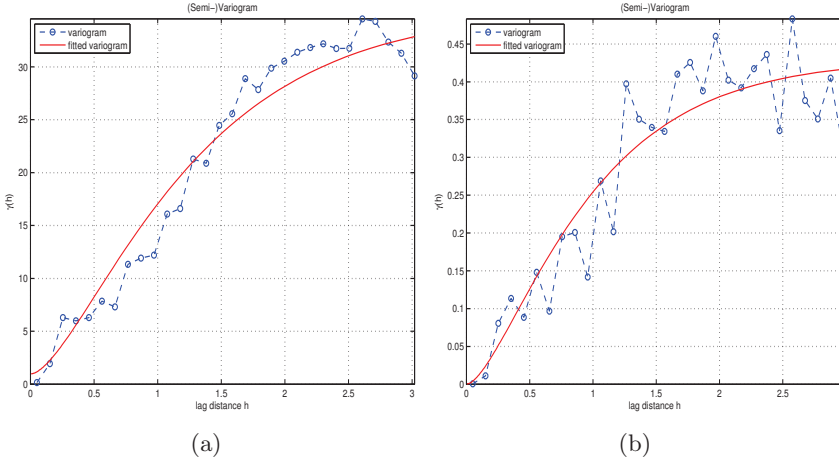 (Semi-)Variogram
variogram
fitted variogram
30
25
20
15
10
5
0
γ(h)
0 0.5 1 1.5 2 2.5 3
lag distance h
(a)
(Semi-)Variogram
variogram
fitted variogram
0.45
0.4
0.35
0.3
0.25
0.2
0.15
0.1
0.05
0
γ(h)
0 0.5 1 1.5 2 2.5
lag distance h
(b)